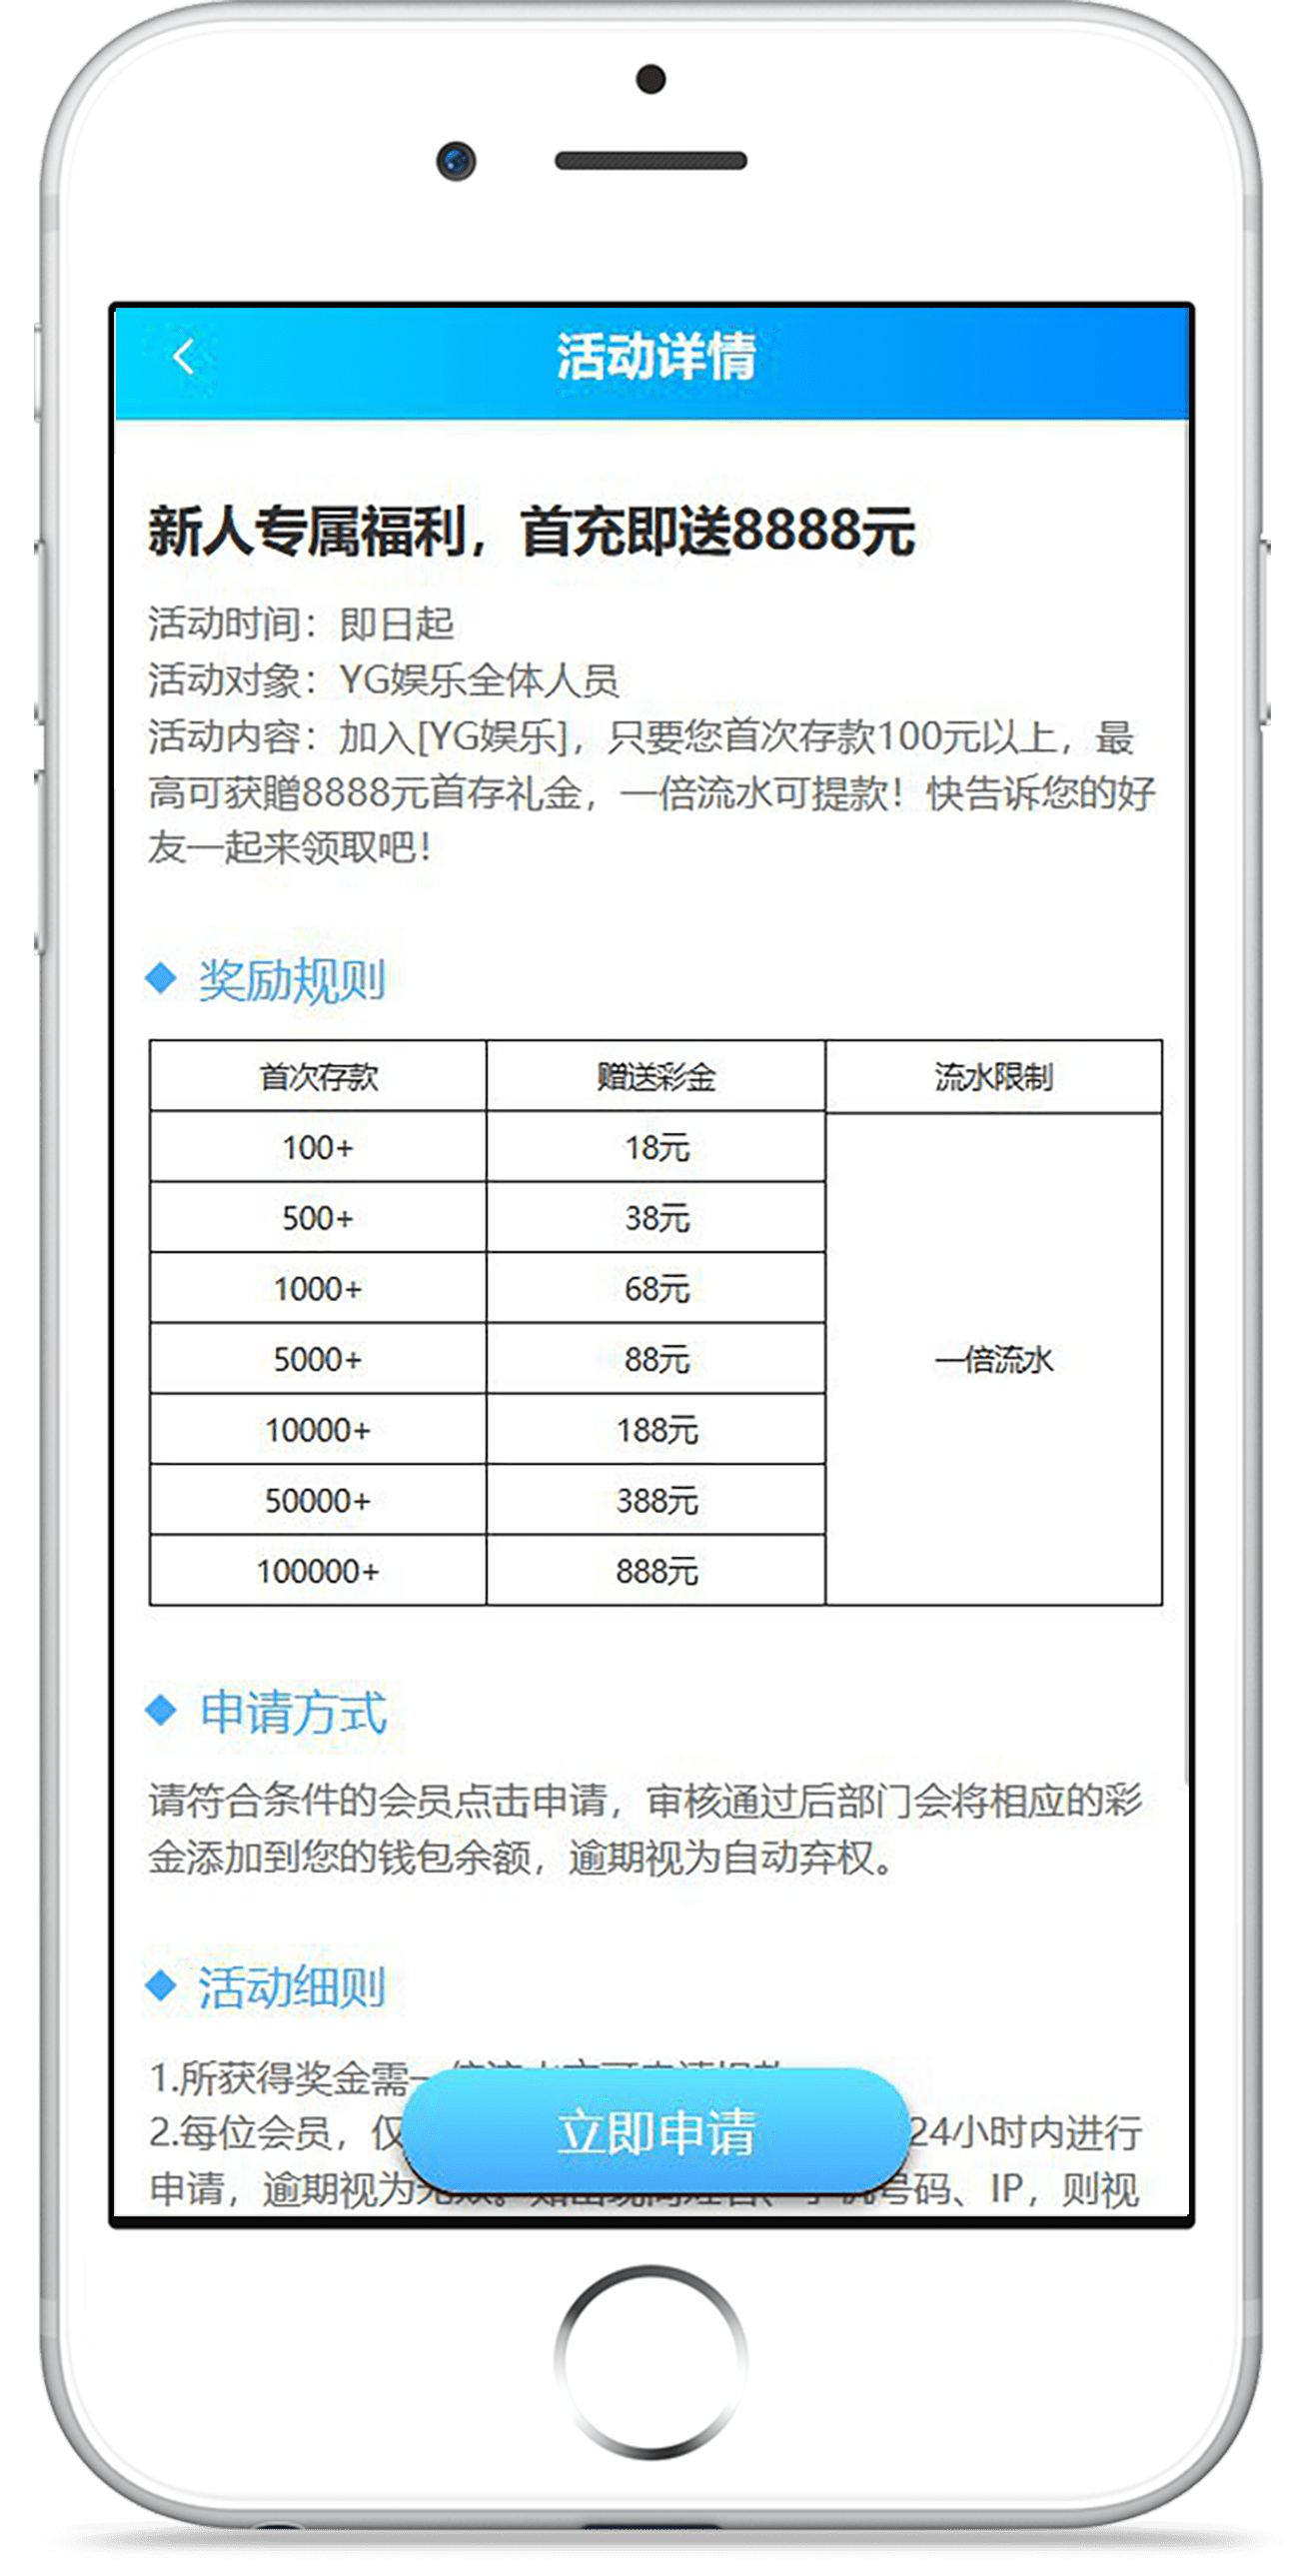 活动详情
新人专属福利，首充即送8888元
活动时间：即日起
活动对象：YG娱乐全体人员
活动内容：加入[YG娱乐]，只要您首次存款100元以上，最
高可获赠8888元首存礼金，一倍流水可提款！快告诉您的好
友一起来领取吧！
奖励规则
首次存款 赠送彩金 流水限制
100+ 18元
500+ 38元
1000+ 68元
5000+ 88元 一倍流水
10000+ 188元
50000+ 388元
100000+ 888元
申请方式
请符合条件的会员点击申请，审核通过后部门会将相应的彩
金添加到您的钱包余额，逾期视为自动弃权。
活动细则
1.所获得奖金需一
2.每位会员，仅 24小时内进行
立即申请
申请，逾期视为 号码、IP，则视